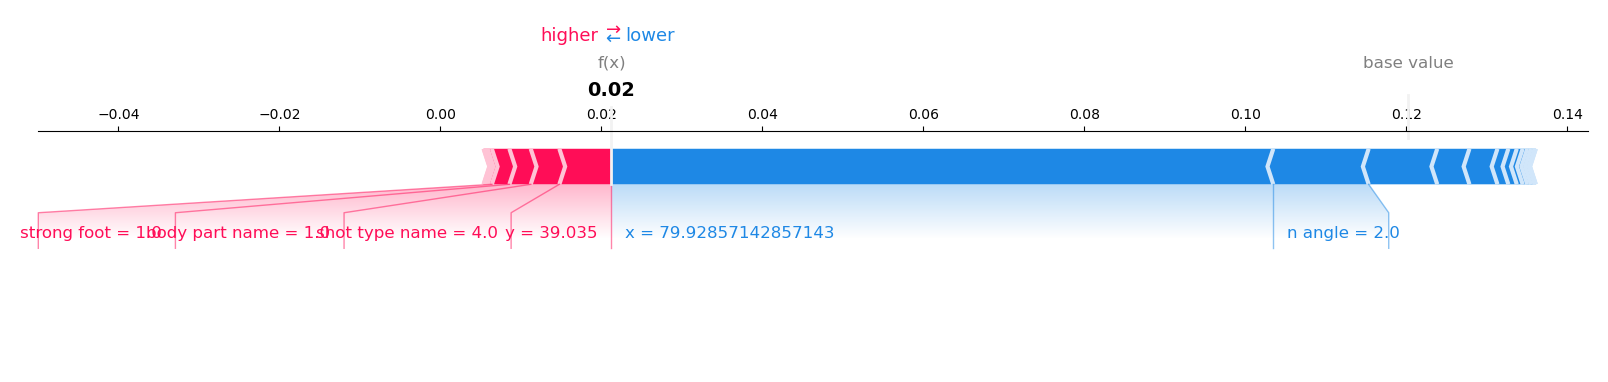 higher ⇄ lower
f(x)
base value
0.02
−0.04 −0.02 0.00 0.02 0.04 0.06 0.08 0.10 0.12 0.14
strong foot = 1.0 body part name = 1.0 shot type name = 4.0 y = 39.035 x = 79.92857142857143 n angle = 2.0